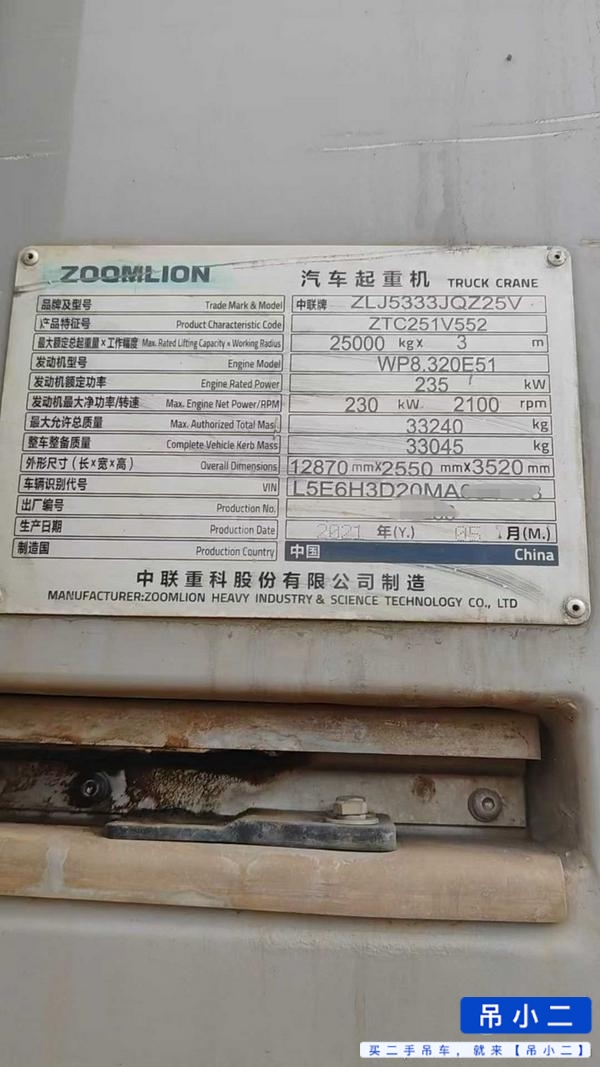 ZOOMLION 汽车起重机 TRUCK CRANE
品牌及型号 Trade Mark & Model 中联牌 ZLJ5333JQZ25V
产品特征号 Product Characteristic Code ZTC251V552
最大额定总起重量×工作幅度 Max. Rated Lifting Capacity × Working Radius 25000 kg× 3 m
发动机型号 Engine Model WP8.320E51
发动机额定功率 Engine Rated Power 235 kW
发动机最大净功率/转速 Max. Engine Net Power/RPM 230 kW 2100 rpm
最大允许总质量 Max. Authorized Total Mass 33240 kg
整车整备质量 Complete Vehicle Kerb Mass 33045 kg
外形尺寸(长×宽×高) Overall Dimensions 12870 mm×2550 mm×3520 mm
车辆识别代号 VIN L5E6H3D20MA
出厂编号 Production No.
生产日期 Production Date 2021 年(Y.) 05 月(M.)
制造国 Production Country 中国 China
中联重科股份有限公司制造
MANUFACTURER:ZOOMLION HEAVY INDUSTRY & SCIENCE TECHNOLOGY CO., LTD
吊小二
买二手吊车，就来【吊小二】